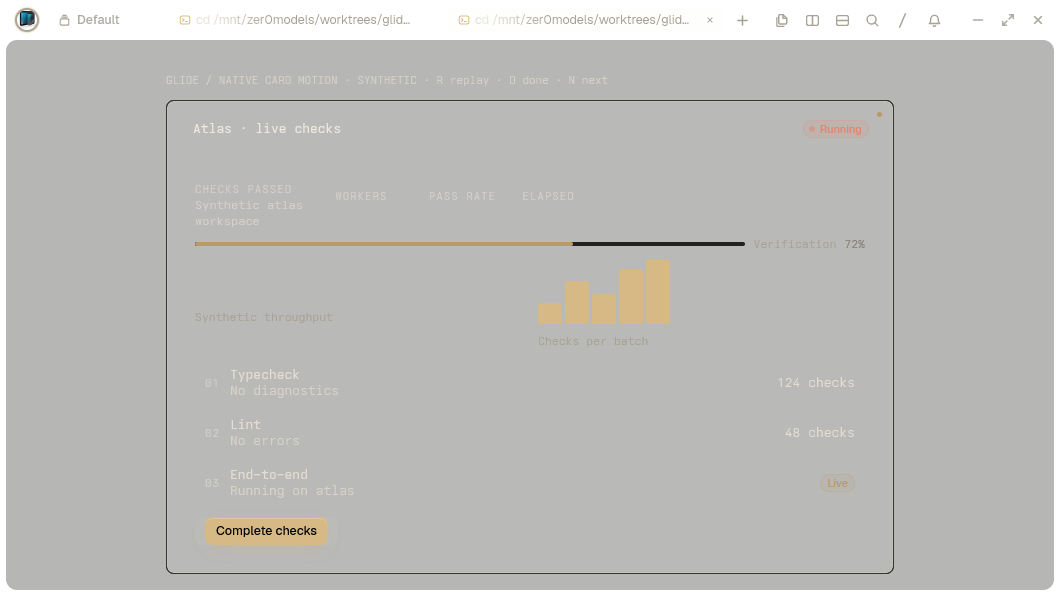 Default
cd /mnt/zer0models/worktrees/glid...
cd /mnt/zer0models/worktrees/glid...
GLIDE / NATIVE CARD MOTION · SYNTHETIC · R replay · D done · N next
Atlas · live checks
Running
CHECKS PASSED
Synthetic atlas
workspace
WORKERS
PASS RATE
ELAPSED
Verification 72%
Synthetic throughput
Checks per batch
01
Typecheck
No diagnostics
124 checks
02
Lint
No errors
48 checks
03
End-to-end
Running on atlas
Live
Complete checks